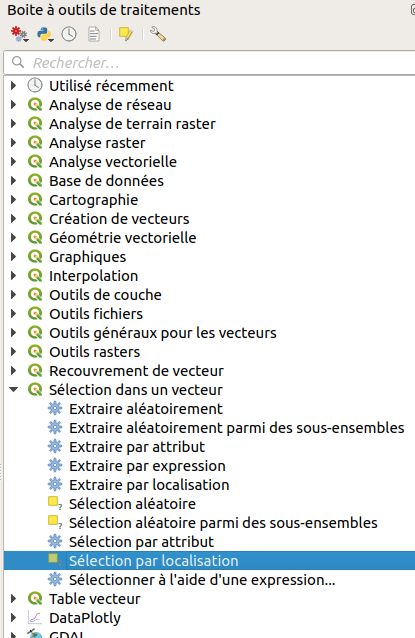 Boite à outils de traitements
Rechercher…
Utilisé récemment
Analyse de réseau
Analyse de terrain raster
Analyse raster
Analyse vectorielle
Base de données
Cartographie
Création de vecteurs
Géométrie vectorielle
Graphiques
Interpolation
Outils de couche
Outils fichiers
Outils généraux pour les vecteurs
Outils rasters
Recouvrement de vecteur
Sélection dans un vecteur
Extraire aléatoirement
Extraire aléatoirement parmi des sous-ensembles
Extraire par attribut
Extraire par expression
Extraire par localisation
Sélection aléatoire
Sélection aléatoire parmi des sous-ensembles
Sélection par attribut
Sélection par localisation
Sélectionner à l'aide d'une expression...
Table vecteur
DataPlotly
GDAL